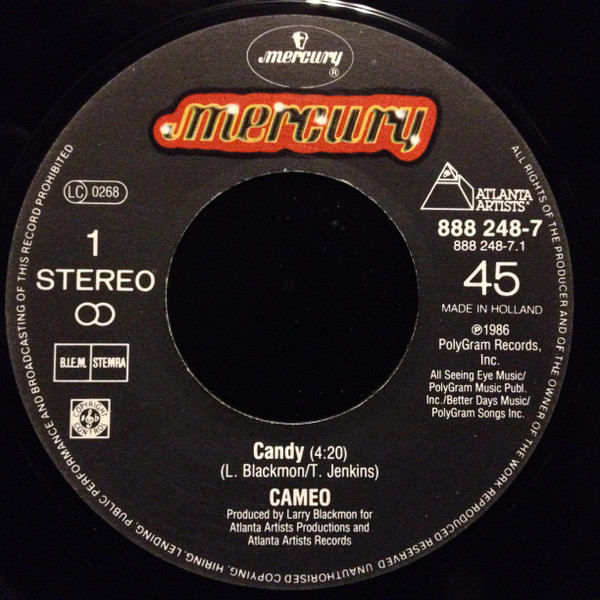 mercury
®
mercury
LC 0268
1
STEREO
B.I.E.M. STEMRA
COPYRIGHT CONTROL
ATLANTA
ARTISTS
888 248-7
888 248-7.1
45
MADE IN HOLLAND
℗1986
PolyGram Records,
Inc.
All Seeing Eye Music/
PolyGram Music Publ.
Inc./Better Days Music/
PolyGram Songs Inc.
Candy (4:20)
(L. Blackmon/T. Jenkins)
CAMEO
Produced by Larry Blackmon for
Atlanta Artists Productions and
Atlanta Artists Records
ALL RIGHTS OF THE PRODUCER AND OF THE OWNER OF THE WORK REPRODUCED RESERVED. UNAUTHORISED COPYING, HIRING, LENDING, PUBLIC PERFORMANCE AND BROADCASTING OF THIS RECORD PROHIBITED